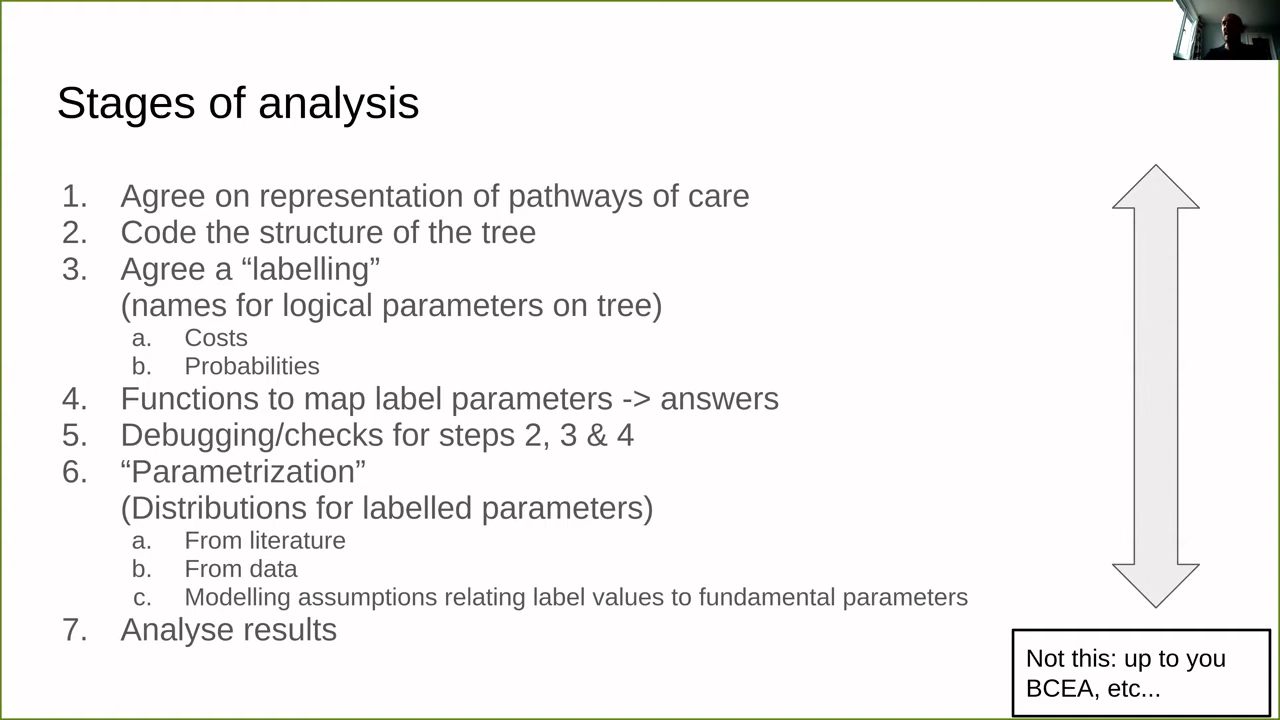 Stages of analysis
1. Agree on representation of pathways of care
2. Code the structure of the tree
3. Agree a “labelling”
(names for logical parameters on tree)
a. Costs
b. Probabilities
4. Functions to map label parameters -> answers
5. Debugging/checks for steps 2, 3 & 4
6. “Parametrization”
(Distributions for labelled parameters)
a. From literature
b. From data
c. Modelling assumptions relating label values to fundamental parameters
7. Analyse results
Not this: up to you
BCEA, etc...